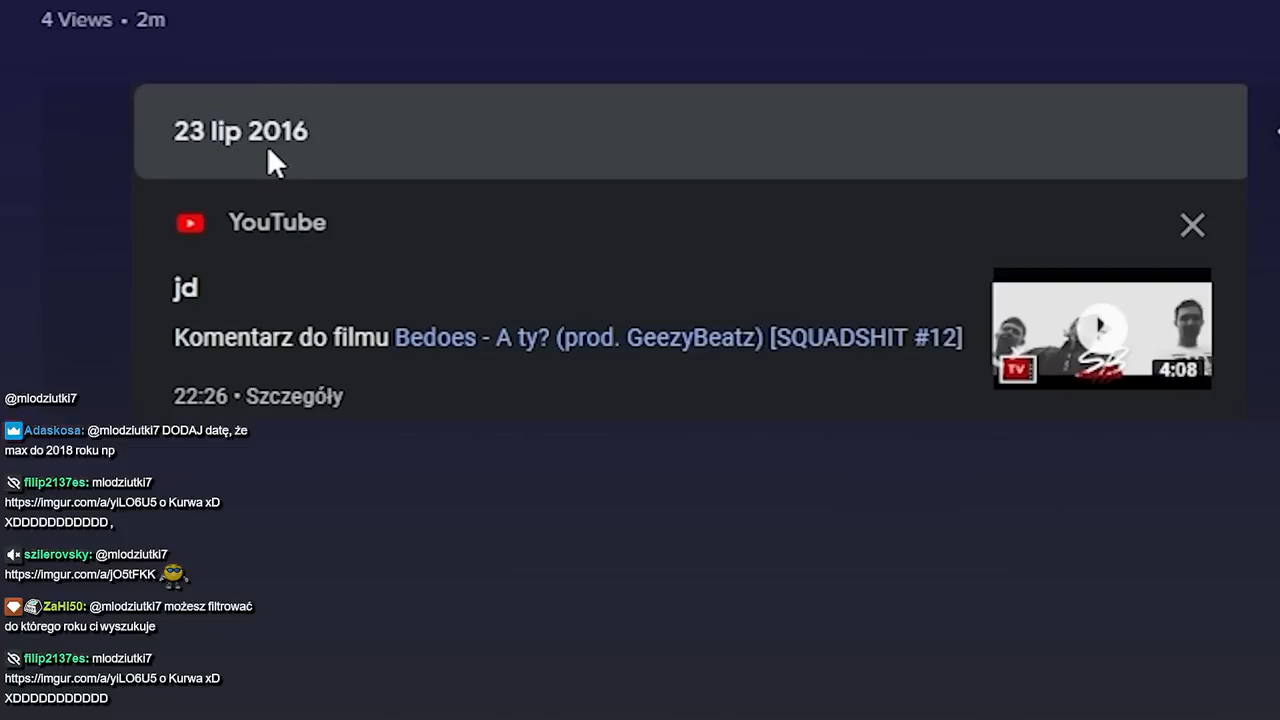 4 Views • 2m
23 lip 2016
YouTube
jd
Komentarz do filmu Bedoes - A ty? (prod. GeezyBeatz) [SQUADSHIT #12]
TV
SB
4:08
22:26 • Szczegóły
@mlodziutki7
Adaskosa: @mlodziutki7 DODAJ datę, że
max do 2018 roku np
filip2137es: mlodziutki7
https://imgur.com/a/yiLO6U5 o Kurwa xD
XDDDDDDDDDDD ,
szilerovsky: @mlodziutki7
https://imgur.com/a/jO5tFKK
ZaHI50: @mlodziutki7 możesz filtrować
do którego roku ci wyszukuje
filip2137es: mlodziutki7
https://imgur.com/a/yiLO6U5 o Kurwa xD
XDDDDDDDDDDD